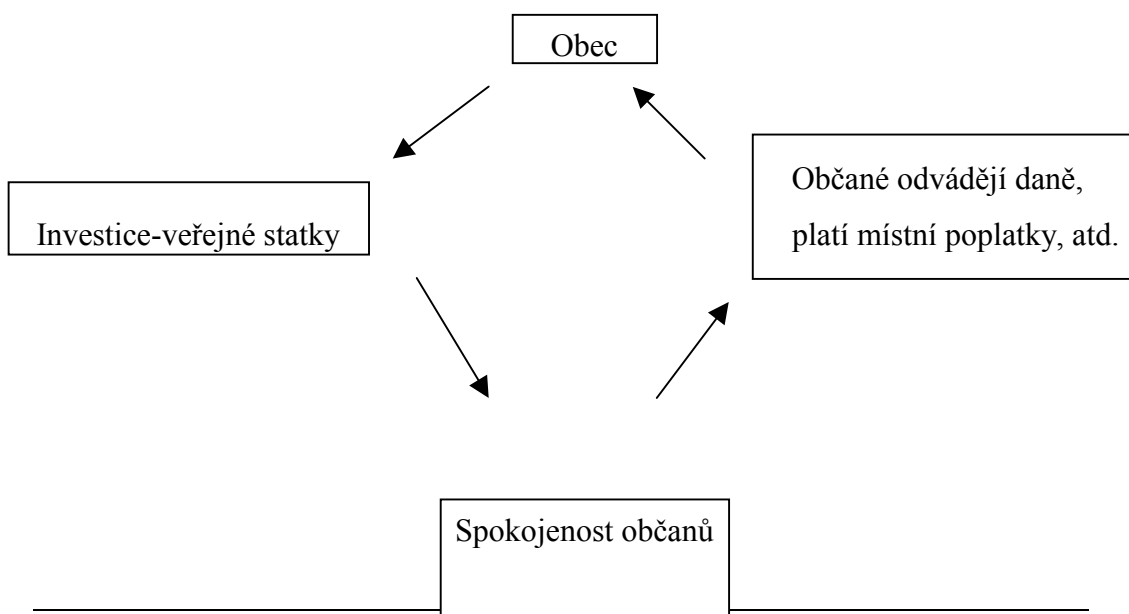 Obec
Investice-veřejné statky
Občané odvádějí daně,
platí místní poplatky, atd.
Spokojenost občanů